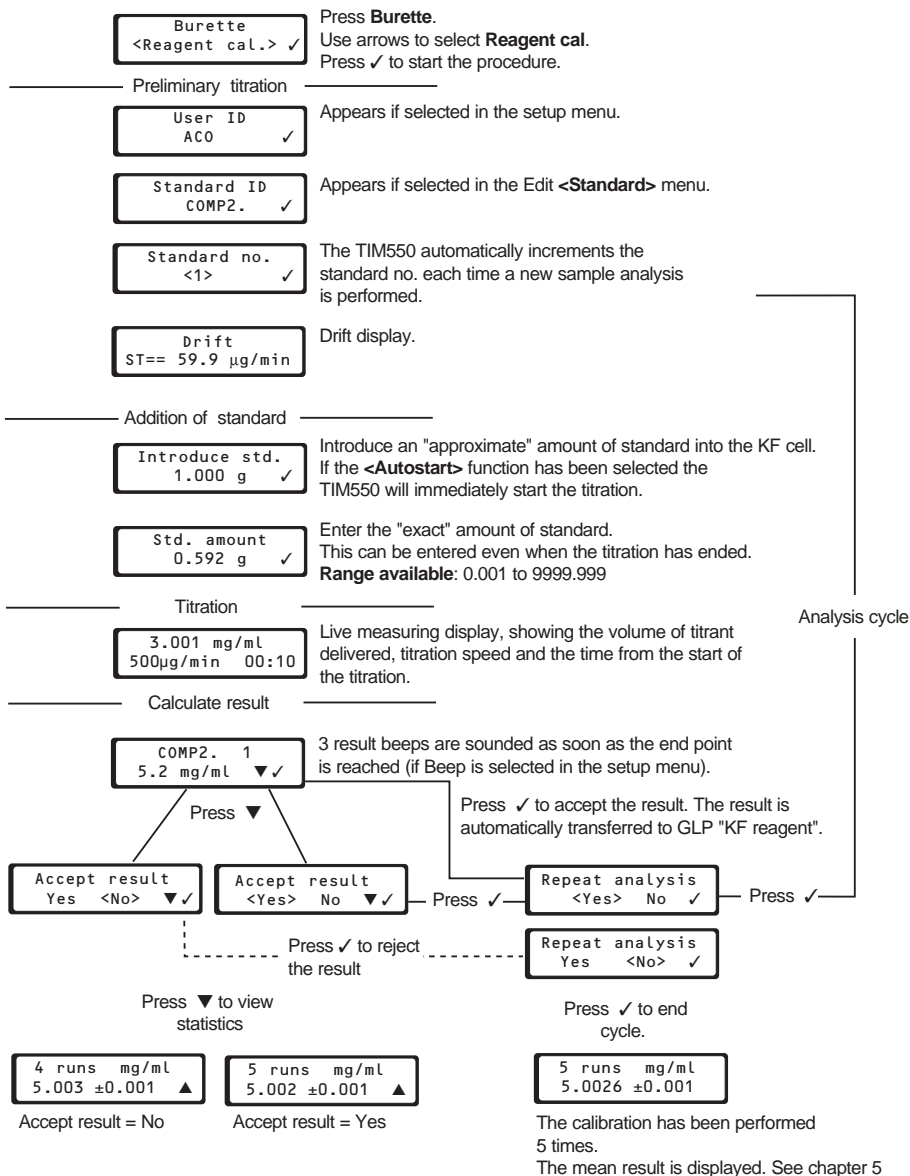 Burette
<Reagent cal.> ✓
Press Burette.
Use arrows to select Reagent cal.
Press ✓ to start the procedure.
Preliminary titration
User ID
ACO ✓
Appears if selected in the setup menu.
Standard ID
COMP2. ✓
Appears if selected in the Edit <Standard> menu.
Standard no.
<1> ✓
The TIM550 automatically increments the
standard no. each time a new sample analysis
is performed.
Drift
ST== 59.9 µg/min
Drift display.
Addition of standard
Introduce std.
1.000 g ✓
Introduce an "approximate" amount of standard into the KF cell.
If the <Autostart> function has been selected the
TIM550 will immediately start the titration.
Std. amount
0.592 g ✓
Enter the "exact" amount of standard.
This can be entered even when the titration has ended.
Range available: 0.001 to 9999.999
Titration
3.001 mg/ml
500µg/min 00:10
Live measuring display, showing the volume of titrant
delivered, titration speed and the time from the start of
the titration.
Analysis cycle
Calculate result
COMP2. 1
5.2 mg/ml ▼✓
3 result beeps are sounded as soon as the end point
is reached (if Beep is selected in the setup menu).
Press ▼
Press ✓ to accept the result. The result is
automatically transferred to GLP "KF reagent".
Accept result
Yes <No> ▼✓
Accept result
<Yes> No ▼✓
Press ✓
Repeat analysis
<Yes> No ✓
Press ✓
Press ✓ to reject
the result
Repeat analysis
Yes <No> ✓
Press ▼ to view
statistics
Press ✓ to end
cycle.
4 runs mg/ml
5.003 ±0.001 ▲
Accept result = No
5 runs mg/ml
5.002 ±0.001 ▲
Accept result = Yes
5 runs mg/ml
5.0026 ±0.001
The calibration has been performed
5 times.
The mean result is displayed. See chapter 5